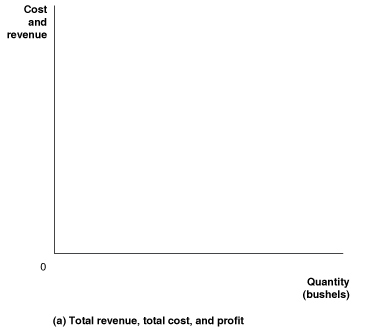 Cost
and
revenue
0
Quantity
(bushels)
(a) Total revenue, total cost, and profit